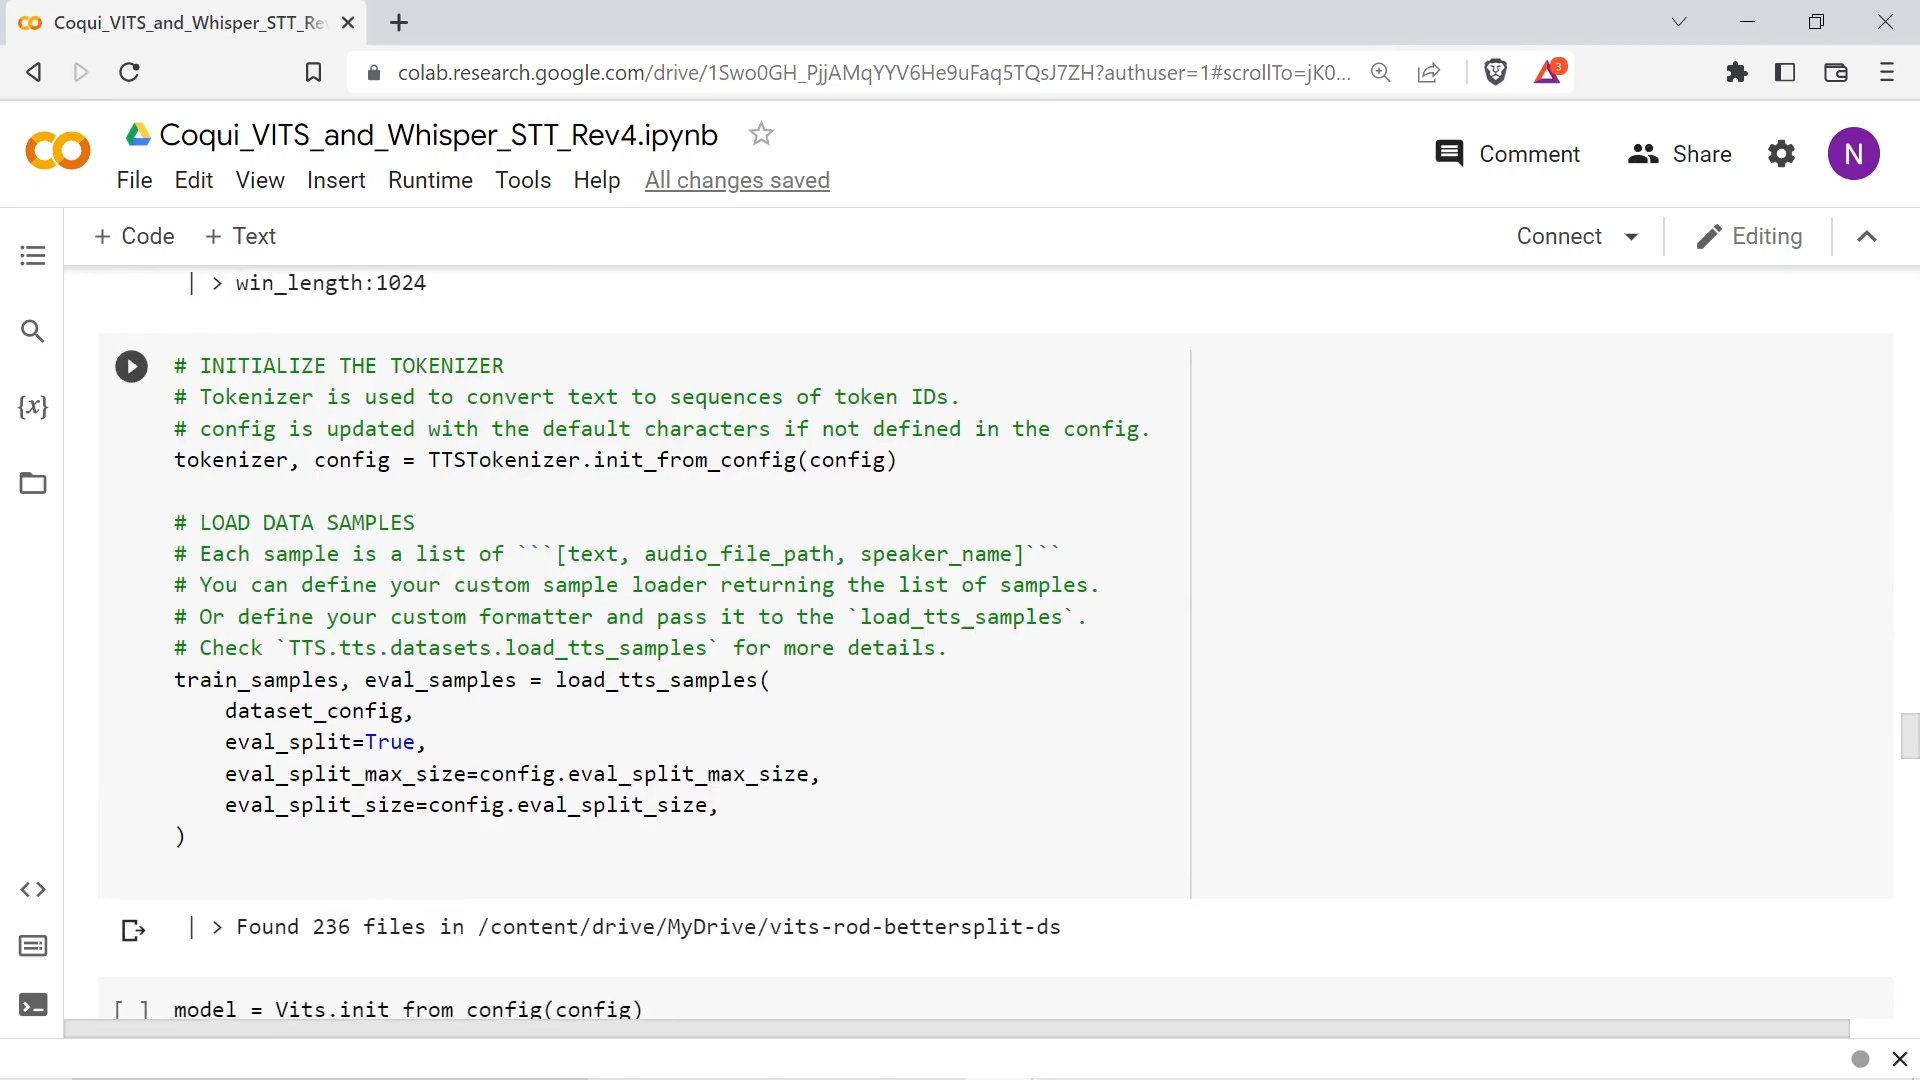 Coqui_VITS_and_Whisper_STT_Re
colab.research.google.com/drive/1Swo0GH_PjjAMqYYV6He9uFaq5TQsJ7ZH?authuser=1#scrollTo=jK0...
3
Coqui_VITS_and_Whisper_STT_Rev4.ipynb
Comment
Share
N
File Edit View Insert Runtime Tools Help All changes saved
+ Code + Text
Connect
Editing
| > win_length:1024
# INITIALIZE THE TOKENIZER
# Tokenizer is used to convert text to sequences of token IDs.
# config is updated with the default characters if not defined in the config.
tokenizer, config = TTSTokenizer.init_from_config(config)
# LOAD DATA SAMPLES
# Each sample is a list of ```[text, audio_file_path, speaker_name]```
# You can define your custom sample loader returning the list of samples.
# Or define your custom formatter and pass it to the `load_tts_samples`.
# Check `TTS.tts.datasets.load_tts_samples` for more details.
train_samples, eval_samples = load_tts_samples(
    dataset_config,
    eval_split=True,
    eval_split_max_size=config.eval_split_max_size,
    eval_split_size=config.eval_split_size,
)
| > Found 236 files in /content/drive/MyDrive/vits-rod-bettersplit-ds
[ ] model = Vits.init_from_config(config)
{x}